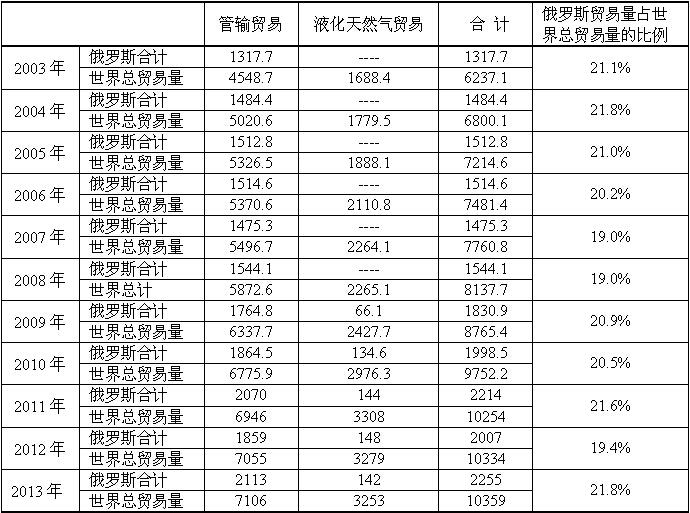 管输贸易 液化天然气贸易 合 计 俄罗斯贸易量占世界总贸易量的比例
2003 年 俄罗斯合计 1317.7 ---- 1317.7 21.1%
世界总贸易量 4548.7 1688.4 6237.1
2004 年 俄罗斯合计 1484.4 ---- 1484.4 21.8%
世界总贸易量 5020.6 1779.5 6800.1
2005 年 俄罗斯合计 1512.8 ---- 1512.8 21.0%
世界总贸易量 5326.5 1888.1 7214.6
2006 年 俄罗斯合计 1514.6 ---- 1514.6 20.2%
世界总贸易量 5370.6 2110.8 7481.4
2007 年 俄罗斯合计 1475.3 ---- 1475.3 19.0%
世界总贸易量 5496.7 2264.1 7760.8
2008 年 俄罗斯合计 1544.1 ---- 1544.1 19.0%
世界总计 5872.6 2265.1 8137.7
2009 年 俄罗斯合计 1764.8 66.1 1830.9 20.9%
世界总贸易量 6337.7 2427.7 8765.4
2010 年 俄罗斯合计 1864.5 134.6 1998.5 20.5%
世界总贸易量 6775.9 2976.3 9752.2
2011 年 俄罗斯合计 2070 144 2214 21.6%
世界总贸易量 6946 3308 10254
2012 年 俄罗斯合计 1859 148 2007 19.4%
世界总贸易量 7055 3279 10334
2013 年 俄罗斯合计 2113 142 2255 21.8%
世界总贸易量 7106 3253 10359